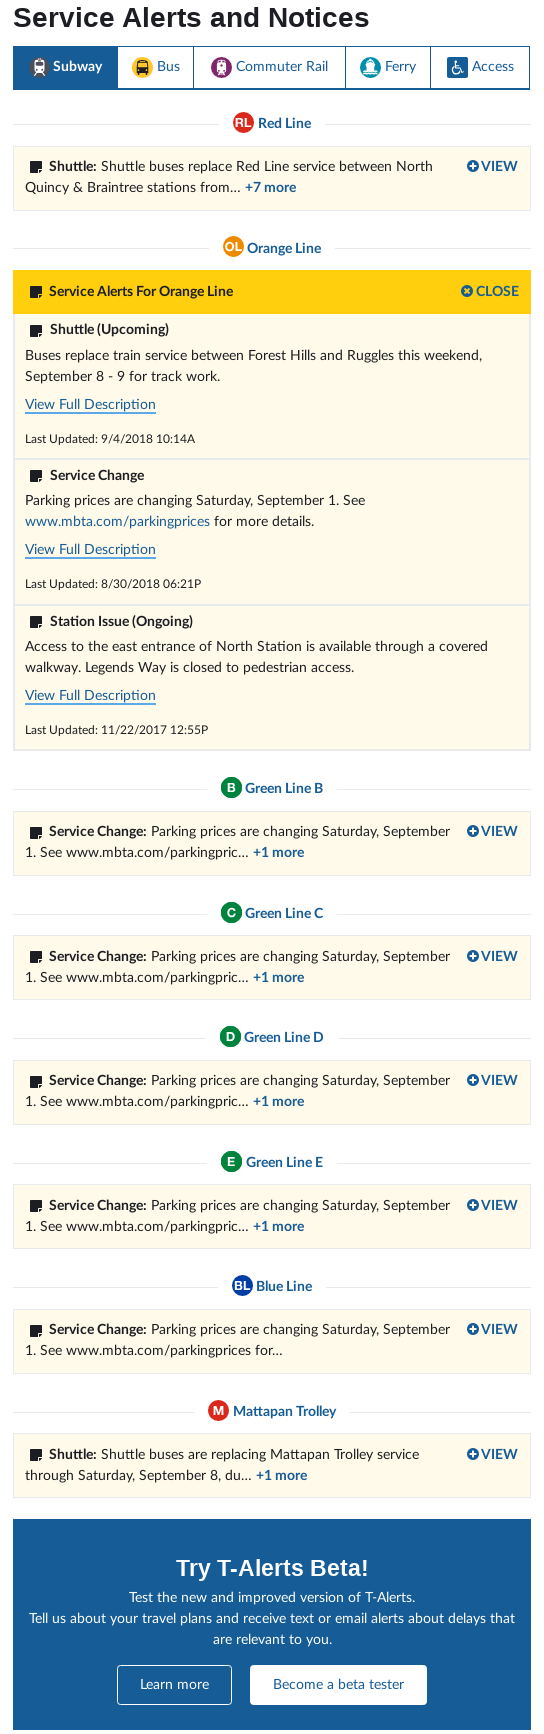 Service Alerts and Notices
Subway Bus Commuter Rail Ferry Access
RL Red Line
Shuttle: Shuttle buses replace Red Line service between North VIEW
Quincy & Braintree stations from... +7 more
OL Orange Line
Service Alerts For Orange Line CLOSE
Shuttle (Upcoming)
Buses replace train service between Forest Hills and Ruggles this weekend,
September 8 - 9 for track work.
View Full Description
Last Updated: 9/4/2018 10:14A
Service Change
Parking prices are changing Saturday, September 1. See
www.mbta.com/parkingprices for more details.
View Full Description
Last Updated: 8/30/2018 06:21P
Station Issue (Ongoing)
Access to the east entrance of North Station is available through a covered
walkway. Legends Way is closed to pedestrian access.
View Full Description
Last Updated: 11/22/2017 12:55P
B Green Line B
Service Change: Parking prices are changing Saturday, September VIEW
1. See www.mbta.com/parkingpric... +1 more
C Green Line C
Service Change: Parking prices are changing Saturday, September VIEW
1. See www.mbta.com/parkingpric... +1 more
D Green Line D
Service Change: Parking prices are changing Saturday, September VIEW
1. See www.mbta.com/parkingpric... +1 more
E Green Line E
Service Change: Parking prices are changing Saturday, September VIEW
1. See www.mbta.com/parkingpric... +1 more
BL Blue Line
Service Change: Parking prices are changing Saturday, September VIEW
1. See www.mbta.com/parkingprices for...
M Mattapan Trolley
Shuttle: Shuttle buses are replacing Mattapan Trolley service VIEW
through Saturday, September 8, du... +1 more
Try T-Alerts Beta!
Test the new and improved version of T-Alerts.
Tell us about your travel plans and receive text or email alerts about delays that
are relevant to you.
Learn more Become a beta tester